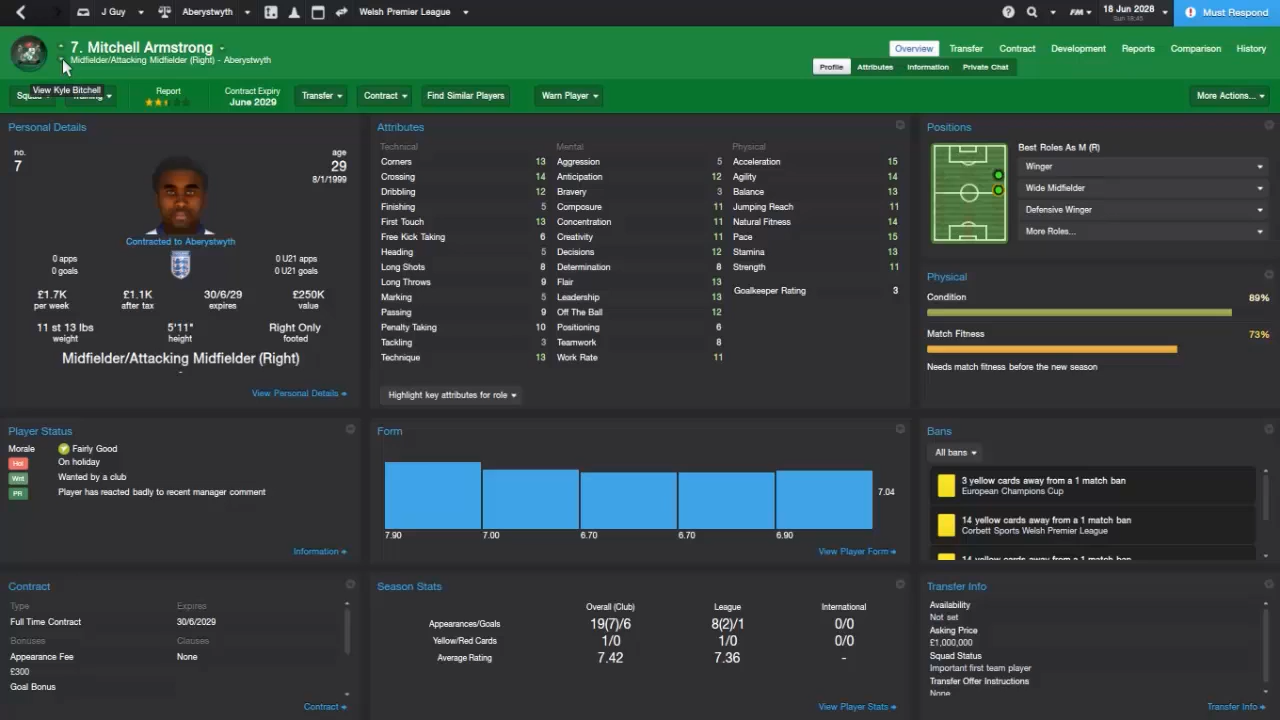 J Guy
Aberystwyth
Welsh Premier League
FM
18 Jun 2028
Sun 18:45
Must Respond
7. Mitchell Armstrong
Midfielder/Attacking Midfielder (Right) - Aberystwyth
View Kyle Bitchell
Overview
Transfer
Contract
Development
Reports
Comparison
History
Profile
Attributes
Information
Private Chat
Report
Contract Expiry
June 2029
Transfer
Contract
Find Similar Players
Warn Player
More Actions...
Personal Details
no.
7
age
29
8/1/1999
Contracted to Aberystwyth
0 apps
0 goals
0 U21 apps
0 U21 goals
£1.7K
per week
£1.1K
after tax
30/6/29
expires
£250K
value
11 st 13 lbs
weight
5'11"
height
Right Only
footed
Midfielder/Attacking Midfielder (Right)
-
View Personal Details
Attributes
Technical Mental Physical
Corners 13 Aggression 5 Acceleration 15
Crossing 14 Anticipation 12 Agility 14
Dribbling 12 Bravery 3 Balance 13
Finishing 5 Composure 11 Jumping Reach 11
First Touch 13 Concentration 11 Natural Fitness 14
Free Kick Taking 6 Creativity 11 Pace 15
Heading 5 Decisions 12 Stamina 13
Long Shots 8 Determination 8 Strength 11
Long Throws 9 Flair 13
Goalkeeper Rating 3
Marking 5 Leadership 13
Passing 9 Off The Ball 12
Penalty Taking 10 Positioning 6
Tackling 3 Teamwork 8
Technique 13 Work Rate 11
Highlight key attributes for role
Positions
Best Roles As M (R)
Winger
Wide Midfielder
Defensive Winger
More Roles...
Physical
Condition 89%
Match Fitness 73%
Needs match fitness before the new season
Player Status
Morale Fairly Good
Hol On holiday
Wnt Wanted by a club
PR Player has reacted badly to recent manager comment
Information
Form
7.04
7.90 7.00 6.70 6.70 6.90
View Player Form
Bans
All bans
3 yellow cards away from a 1 match ban
European Champions Cup
14 yellow cards away from a 1 match ban
Corbett Sports Welsh Premier League
14 yellow cards away from a 1 match ban
Contract
Type Expires
Full Time Contract 30/6/2029
Bonuses Clauses
Appearance Fee None
£300
Goal Bonus
Contract
Season Stats
Overall (Club) League International
Appearances/Goals 19(7)/6 8(2)/1 0/0
Yellow/Red Cards 1/0 1/0 0/0
Average Rating 7.42 7.36 -
View Player Stats
Transfer Info
Availability
Not set
Asking Price
£1,000,000
Squad Status
Important first team player
Transfer Offer Instructions
None
Transfer Info